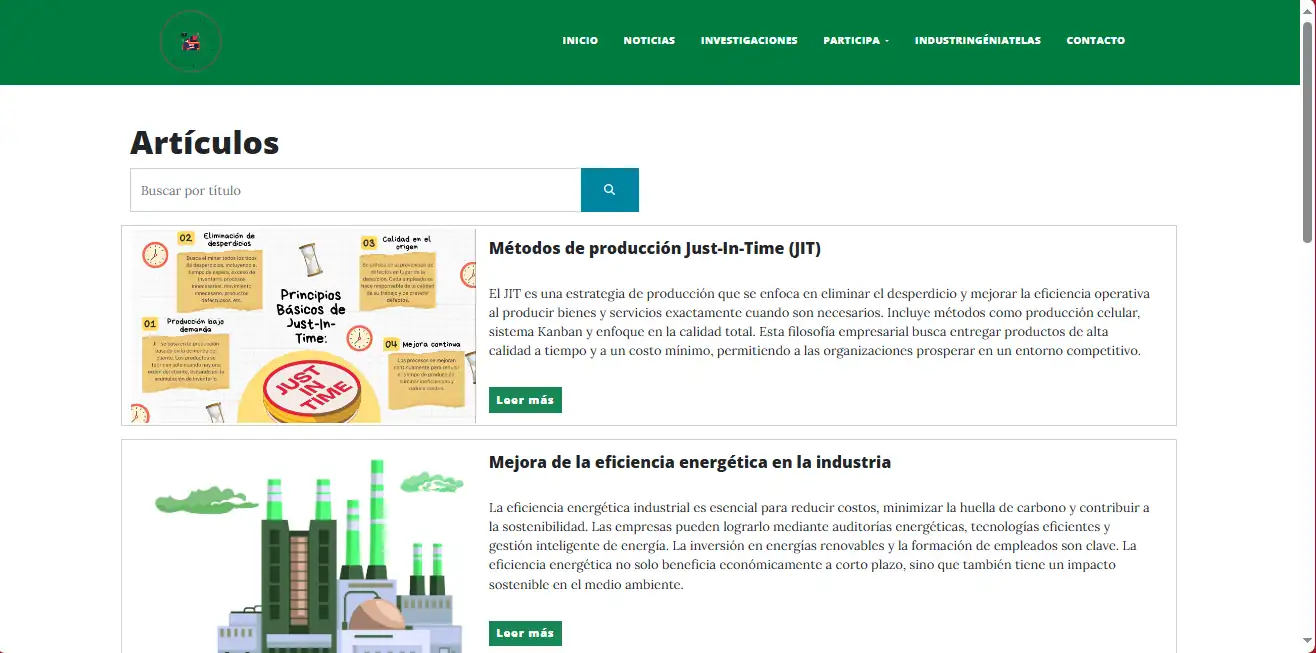 INICIO
NOTICIAS
INVESTIGACIONES
PARTICIPA
INDUSTRINGÉNIATELAS
CONTACTO
Artículos
Buscar por título
02 Eliminación de
desperdicios
03 Calidad en el
origen
Principios
Básicos de
Just-In-
Time:
01 Producción bajo
demanda
04 Mejora continua
JUST
IN
TIME
Métodos de producción Just-In-Time (JIT)
El JIT es una estrategia de producción que se enfoca en eliminar el desperdicio y mejorar la eficiencia operativa
al producir bienes y servicios exactamente cuando son necesarios. Incluye métodos como producción celular,
sistema Kanban y enfoque en la calidad total. Esta filosofía empresarial busca entregar productos de alta
calidad a tiempo y a un costo mínimo, permitiendo a las organizaciones prosperar en un entorno competitivo.
Leer más
Mejora de la eficiencia energética en la industria
La eficiencia energética industrial es esencial para reducir costos, minimizar la huella de carbono y contribuir a
la sostenibilidad. Las empresas pueden lograrlo mediante auditorías energéticas, tecnologías eficientes y
gestión inteligente de energía. La inversión en energías renovables y la formación de empleados son clave. La
eficiencia energética no solo beneficia económicamente a corto plazo, sino que también tiene un impacto
sostenible en el medio ambiente.
Leer más